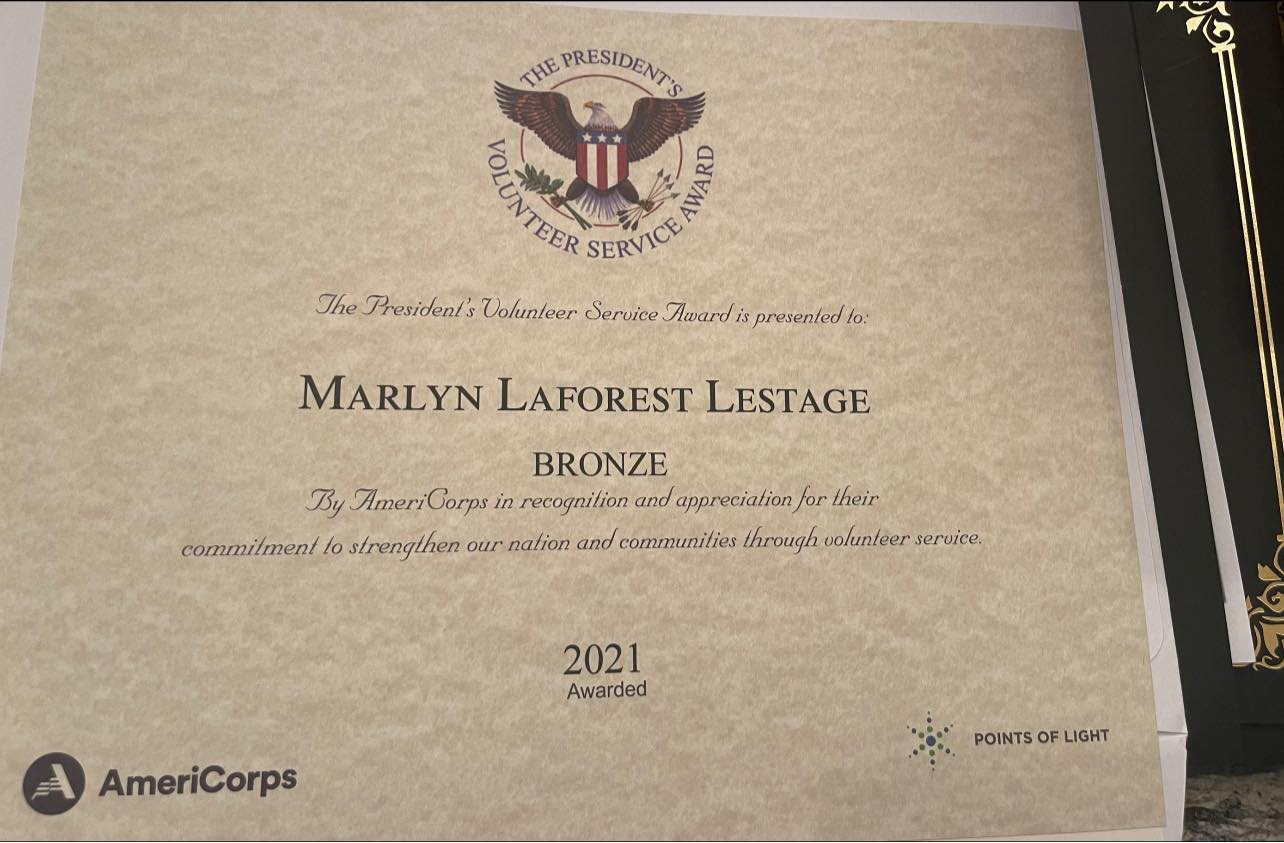 THE PRESIDENT'S
VOLUNTEER SERVICE AWARD
The President's Volunteer Service Award is presented to:
MARLYN LAFOREST LESTAGE
BRONZE
By AmeriCorps in recognition and appreciation for their
commitment to strengthen our nation and communities through volunteer service.
2021
Awarded
POINTS OF LIGHT
AmeriCorps